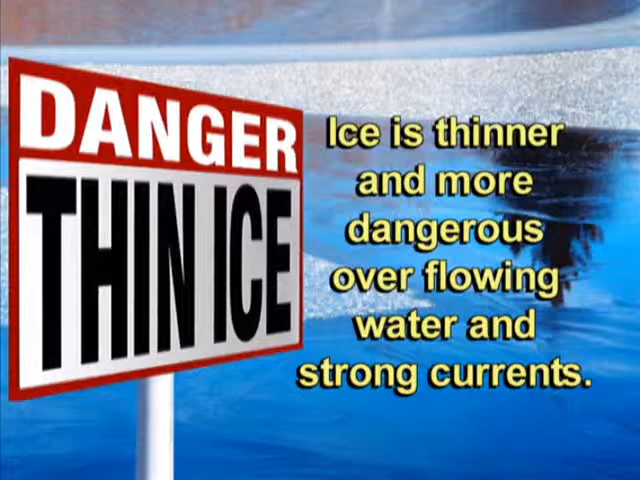 DANGER
THIN ICE
Ice is thinner
and more
dangerous
over flowing
water and
strong currents.